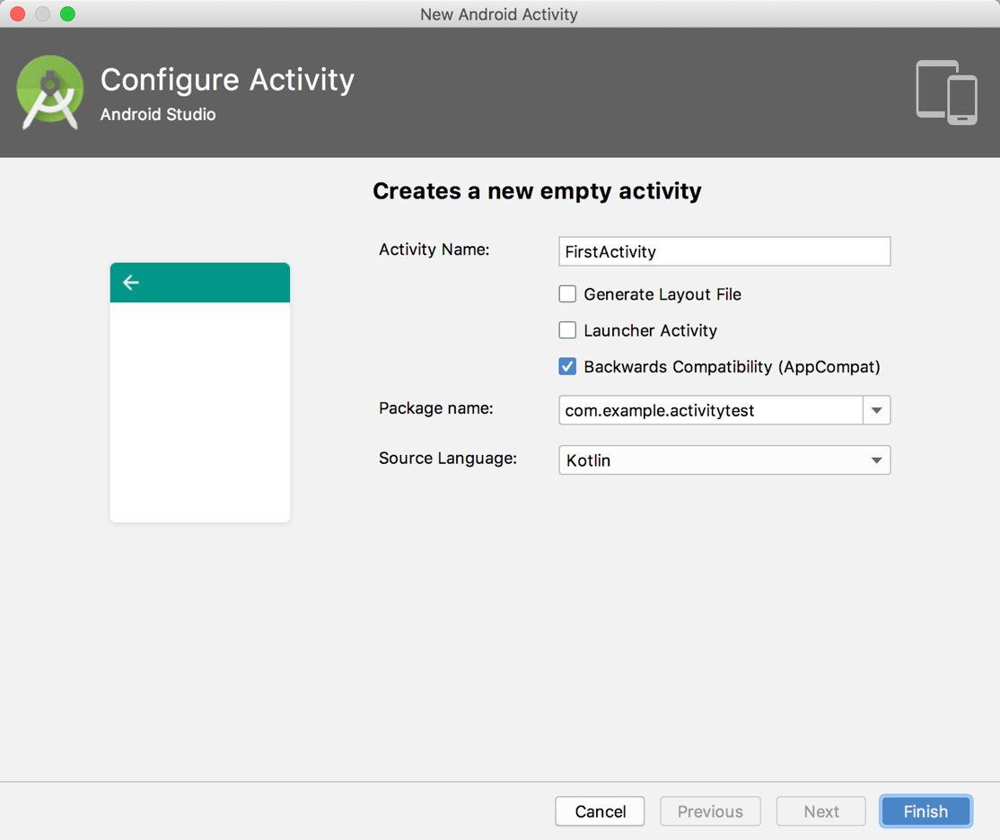 New Android Activity
Configure Activity
Android Studio
Creates a new empty activity
Activity Name: FirstActivity
Generate Layout File
Launcher Activity
Backwards Compatibility (AppCompat)
Package name: com.example.activitytest
Source Language: Kotlin
Cancel Previous Next Finish